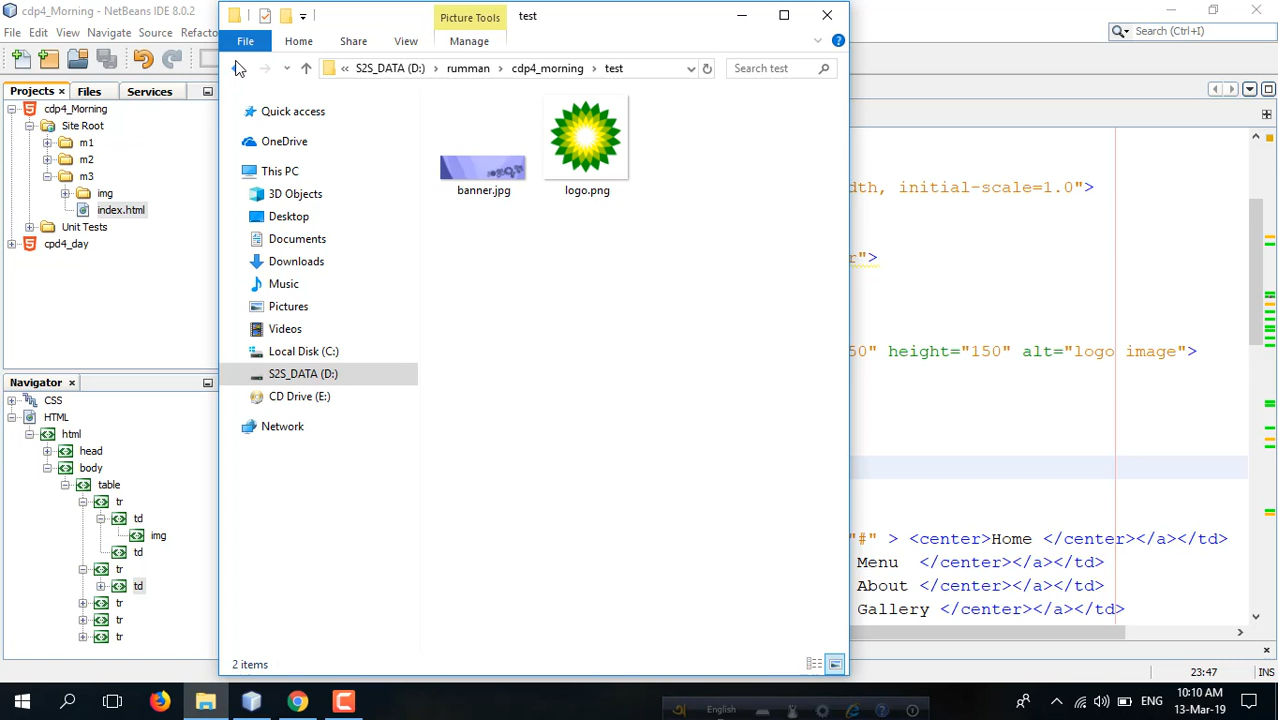 cdp4_Morning - NetBeans IDE 8.0.2
Picture Tools
test
File Edit View Navigate Source Refacto
File Home Share View Manage
Search (Ctrl+I)
« S2S_DATA (D:) › rumman › cdp4_morning › test
Search test
Projects
Files
Services
cdp4_Morning
Site Root
m1
m2
m3
img
index.html
Unit Tests
cpd4_day
Quick access
OneDrive
This PC
3D Objects
Desktop
Documents
Downloads
Music
Pictures
Videos
Local Disk (C:)
S2S_DATA (D:)
CD Drive (E:)
Network
banner.jpg
logo.png
2 items
dth, initial-scale=1.0">
r">
50" height="150" alt="logo image">
"#" > <center>Home </center></a></td>
Menu </center></a></td>
About </center></a></td>
Gallery </center></a></td>
Navigator
CSS
HTML
html
head
body
table
tr
td
img
td
tr
td
tr
tr
tr
23:47
INS
English
ENG
10:10 AM
13-Mar-19